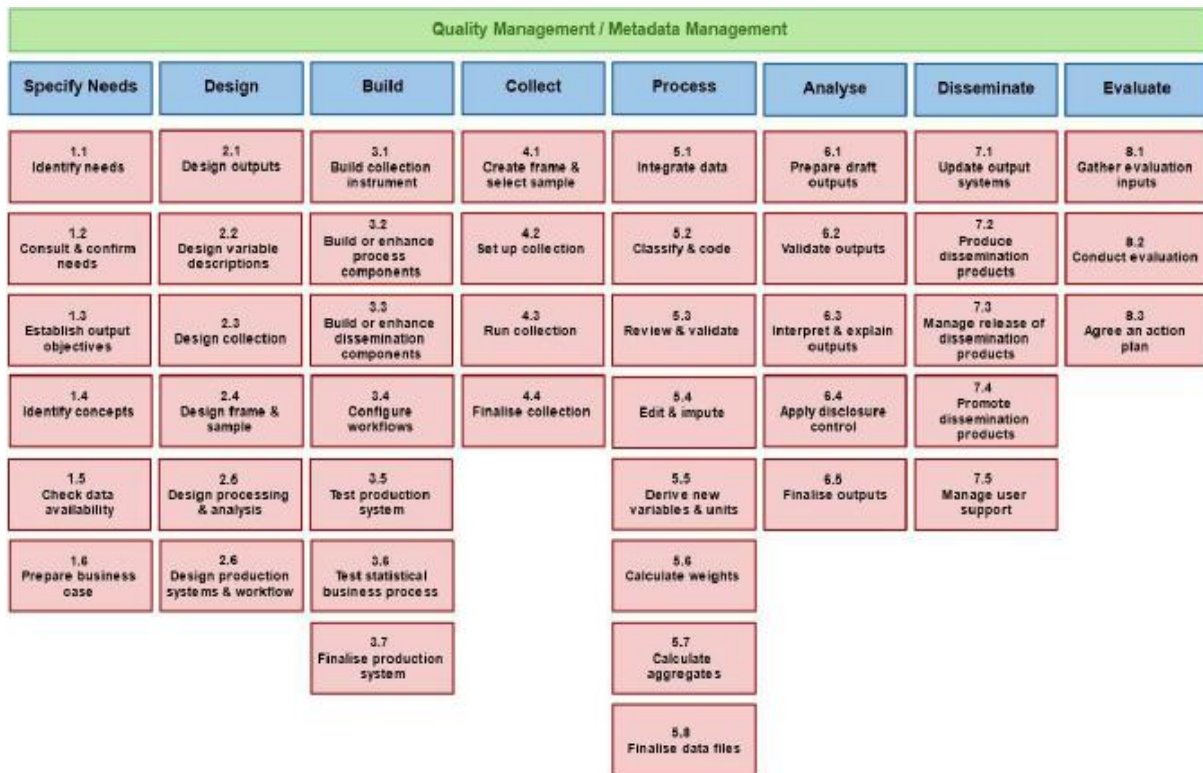 Quality Management / Metadata Management
Specify Needs
Design
Build
Collect
Process
Analyse
Disseminate
Evaluate
1.1
Identify needs
1.2
Consult & confirm
needs
1.3
Establish output
objectives
1.4
Identify concepts
1.5
Check data
availability
1.6
Prepare business
case
2.1
Design outputs
2.2
Design variable
descriptions
2.3
Design collection
2.4
Design frame &
sample
2.5
Design processing
& analysis
2.6
Design production
systems & workflow
3.1
Build collection
instrument
3.2
Build or enhance
process
components
3.3
Build or enhance
dissemination
components
3.4
Configure
workflows
3.5
Test production
system
3.6
Test statistical
business process
3.7
Finalise production
system
4.1
Create frame &
select sample
4.2
Set up collection
4.3
Run collection
4.4
Finalise collection
5.1
Integrate data
5.2
Classify & code
5.3
Review & validate
5.4
Edit & impute
5.5
Derive new
variables & units
5.6
Calculate weights
5.7
Calculate
aggregates
5.8
Finalise data files
6.1
Prepare draft
outputs
6.2
Validate outputs
6.3
Interpret & explain
outputs
6.4
Apply disclosure
control
6.5
Finalise outputs
7.1
Update output
systems
7.2
Produce
dissemination
products
7.3
Manage release of
dissemination
products
7.4
Promote
dissemination
products
7.5
Manage user
support
8.1
Gather evaluation
inputs
8.2
Conduct evaluation
8.3
Agree an action
plan